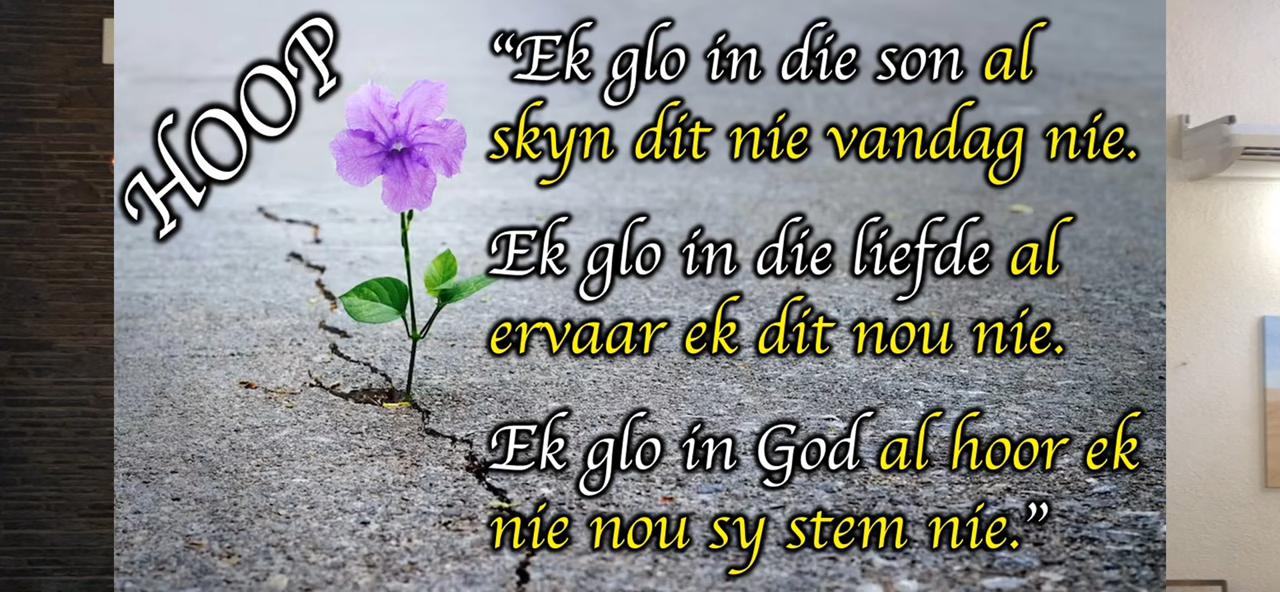 HOOP
“Ek glo in die son al
skyn dit nie vandag nie.
Ek glo in die liefde al
ervaar ek dit nou nie.
Ek glo in God al hoor ek
nie nou sy stem nie.”